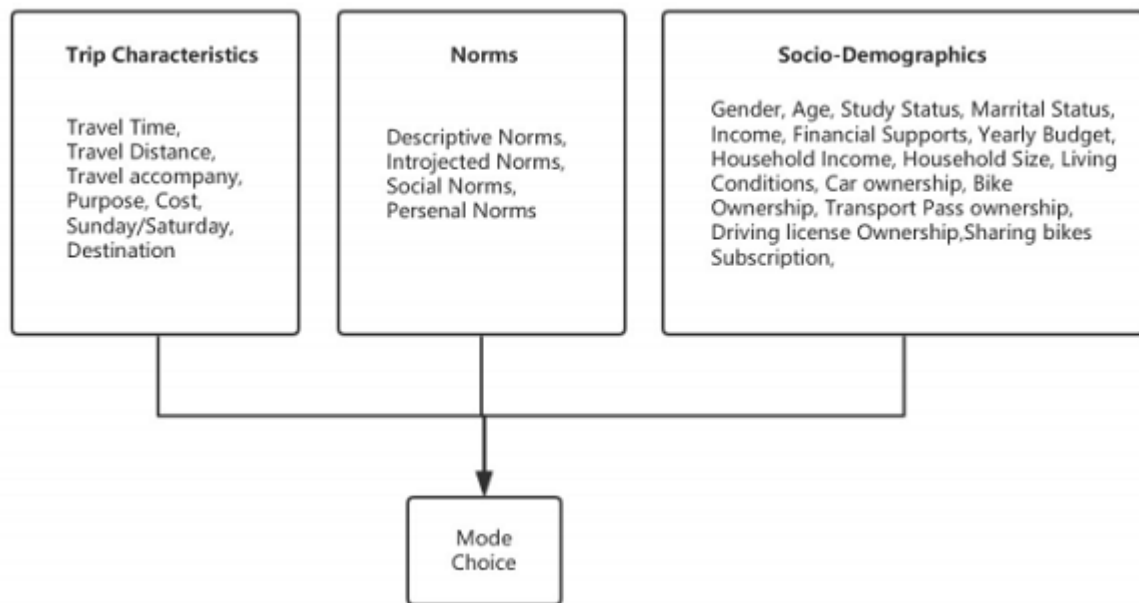 Trip Characteristics
Travel Time,
Travel Distance,
Travel accompany,
Purpose, Cost,
Sunday/Saturday,
Destination
Norms
Descriptive Norms,
Introjected Norms,
Social Norms,
Persenal Norms
Socio-Demographics
Gender, Age, Study Status, Marrital Status,
Income, Financial Supports, Yearly Budget,
Household Income, Household Size, Living
Conditions, Car ownership, Bike
Ownership, Transport Pass ownership,
Driving license Ownership,Sharing bikes
Subscription,
Mode
Choice